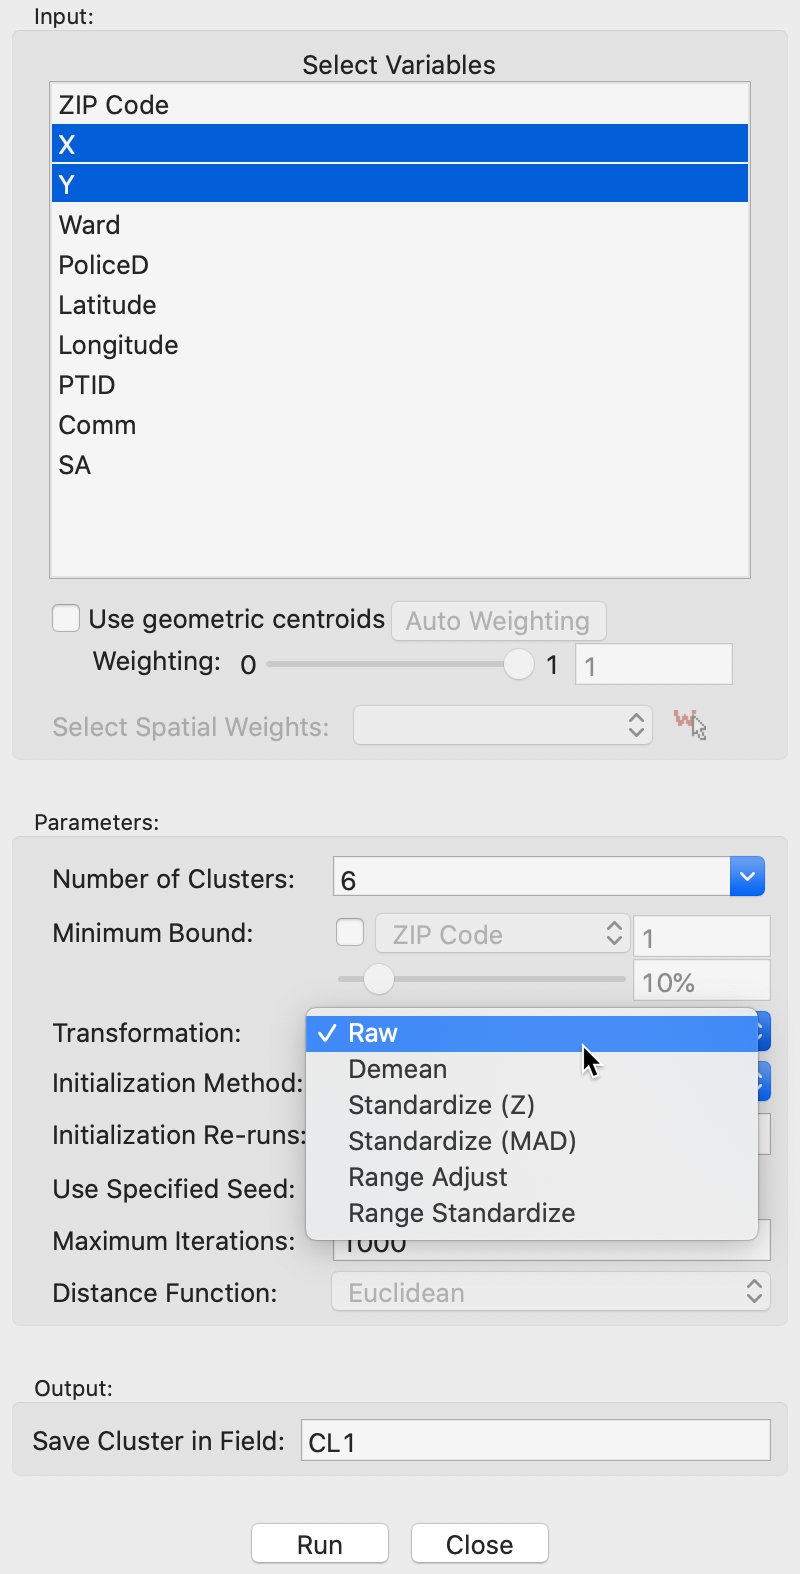 Input:
Select Variables
ZIP Code
X
Y
Ward
PoliceD
Latitude
Longitude
PTID
Comm
SA
Use geometric centroids Auto Weighting
Weighting: 0 1 1
Select Spatial Weights: W
Parameters:
Number of Clusters: 6
Minimum Bound: ZIP Code 1
10%
Transformation: ✓ Raw
Demean
Initialization Method:
Standardize (Z)
Initialization Re-runs: Standardize (MAD)
Range Adjust
Use Specified Seed:
Range Standardize
Maximum Iterations: 1000
Distance Function: Euclidean
Output:
Save Cluster in Field: CL1
Run Close